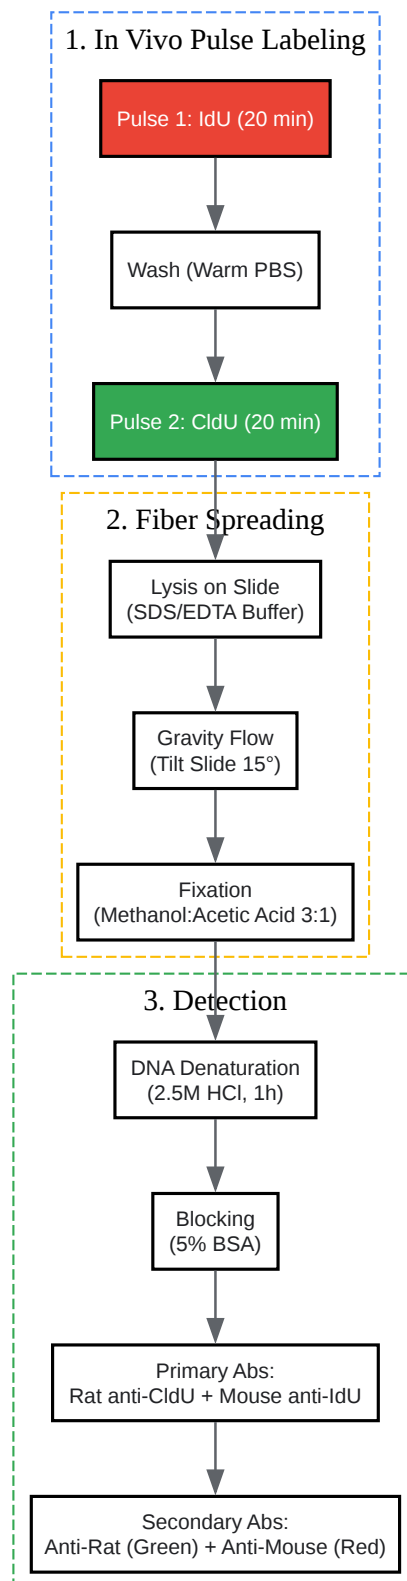 1. In Vivo Pulse Labeling
Pulse 1: IdU (20 min)
Wash (Warm PBS)
Pulse 2: CldU (20 min)
2. Fiber Spreading
Lysis on Slide
(SDS/EDTA Buffer)
Gravity Flow
(Tilt Slide 15°)
Fixation
(Methanol:Acetic Acid 3:1)
3. Detection
DNA Denaturation
(2.5M HCl, 1h)
Blocking
(5% BSA)
Primary Abs:
Rat anti-CldU + Mouse anti-IdU
Secondary Abs:
Anti-Rat (Green) + Anti-Mouse (Red)